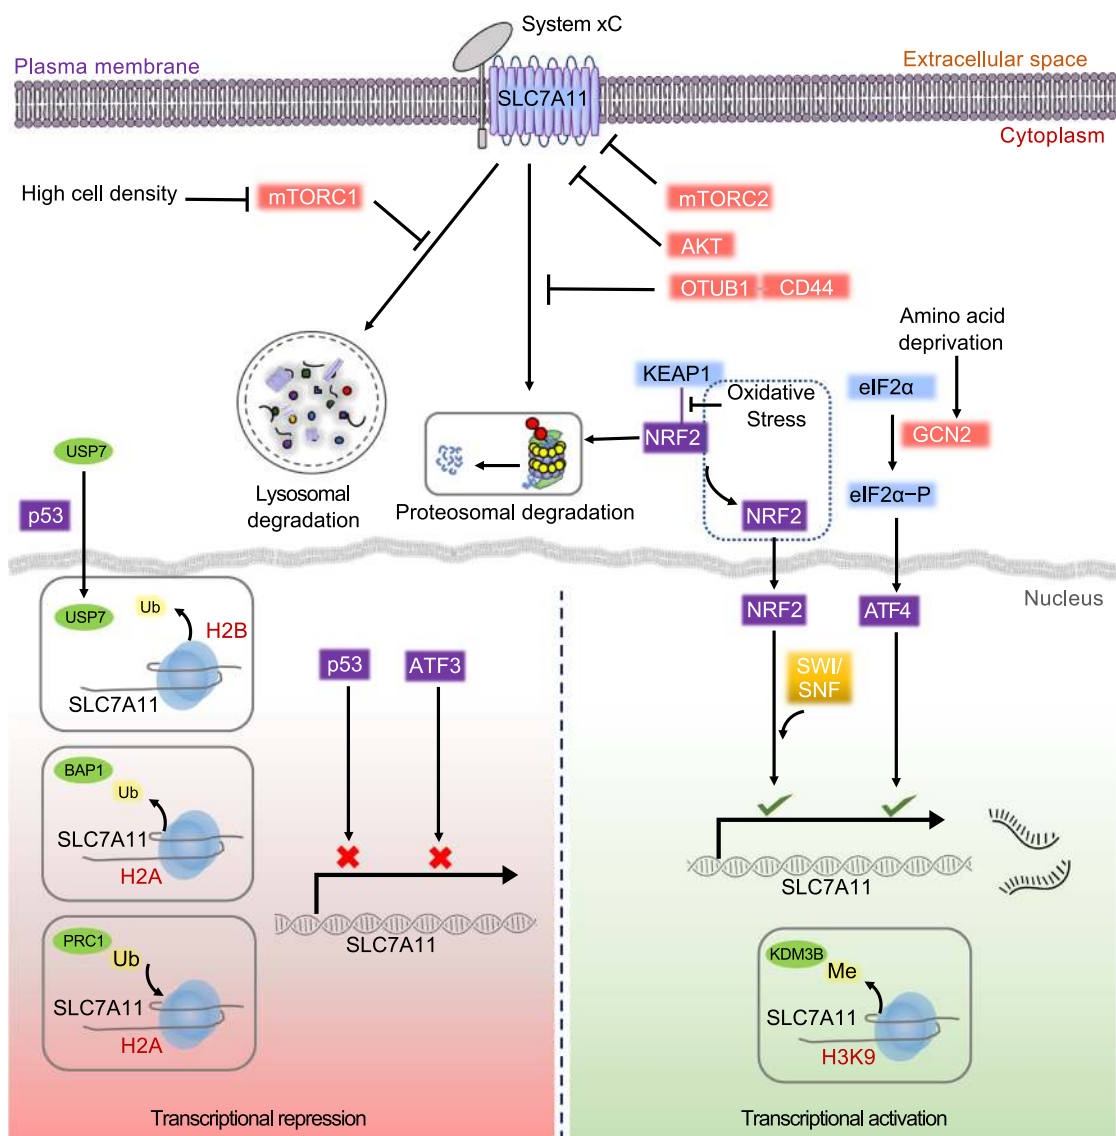 System xC
Plasma membrane
Extracellular space
SLC7A11
Cytoplasm
High cell density
mTORC1
mTORC2
AKT
OTUB1
CD44
Amino acid
deprivation
KEAP1
Oxidative
Stress
eIF2α
NRF2
GCN2
USP7
Lysosomal
degradation
Proteosomal degradation
eIF2α–P
p53
NRF2
Nucleus
USP7
Ub
H2B
SLC7A11
p53
ATF3
NRF2
ATF4
SWI/
SNF
BAP1
Ub
SLC7A11
H2A
SLC7A11
SLC7A11
PRC1
Ub
SLC7A11
H2A
KDM3B
Me
SLC7A11
H3K9
Transcriptional repression
Transcriptional activation